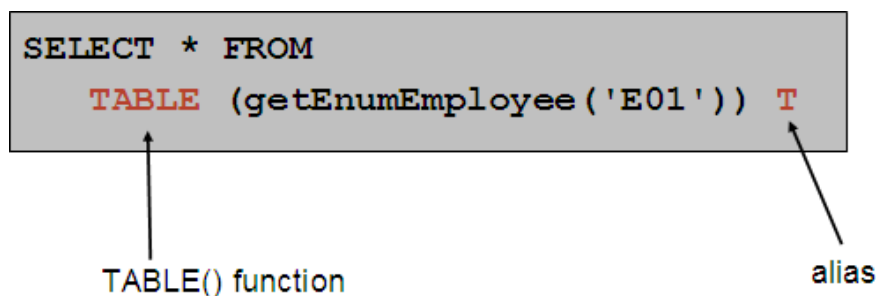 SELECT * FROM
TABLE (getEnumEmployee('E01')) T
TABLE() function
alias